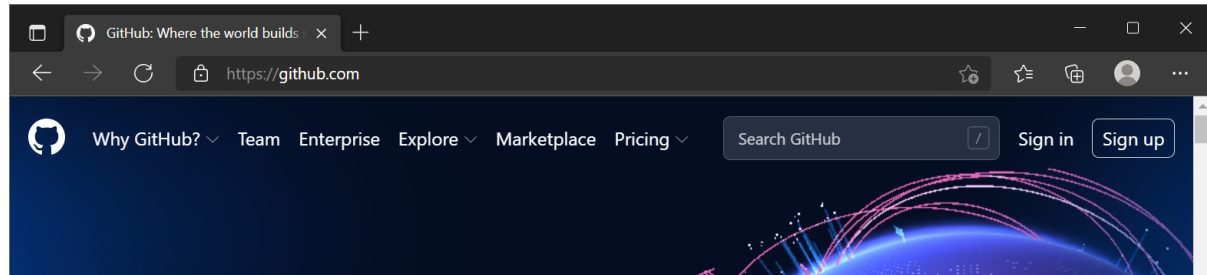 GitHub: Where the world builds
https://github.com
Why GitHub? Team Enterprise Explore Marketplace Pricing Search GitHub / Sign in Sign up